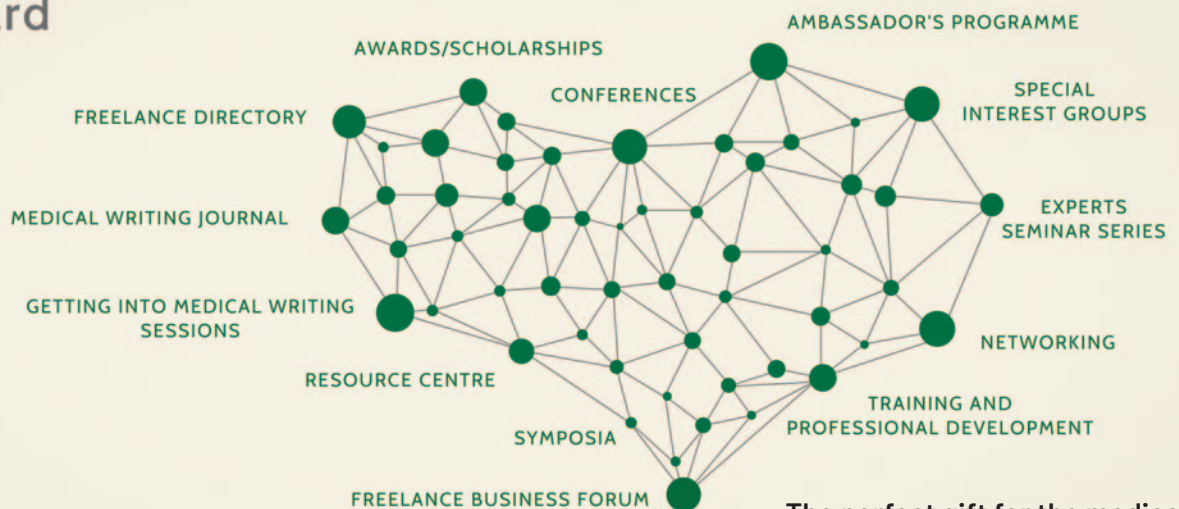 AMBASSADOR'S PROGRAMME
AWARDS/SCHOLARSHIPS
CONFERENCES
SPECIAL
INTEREST GROUPS
FREELANCE DIRECTORY
MEDICAL WRITING JOURNAL
EXPERTS
SEMINAR SERIES
GETTING INTO MEDICAL WRITING
SESSIONS
NETWORKING
RESOURCE CENTRE
TRAINING AND
PROFESSIONAL DEVELOPMENT
SYMPOSIA
FREELANCE BUSINESS FORUM